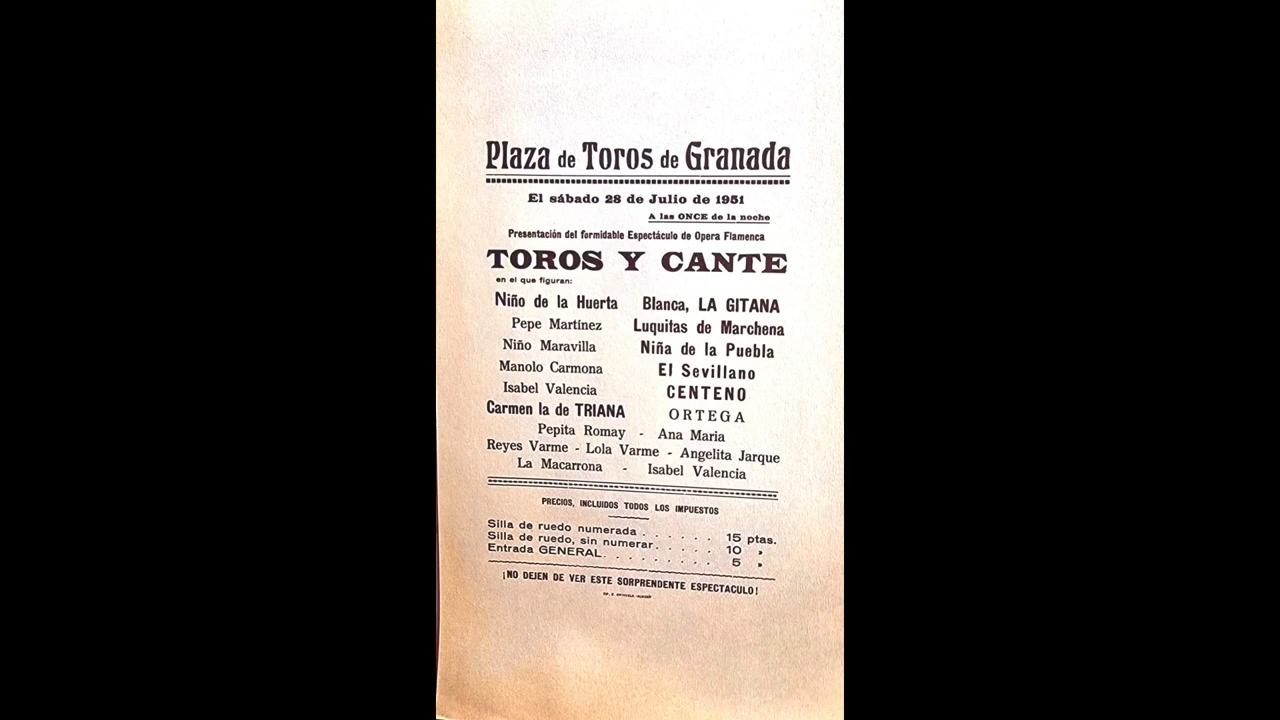 Plaza de Toros de Granada
El sábado 28 de Julio de 1951
A las ONCE de la noche
Presentación del formidable Espectáculo de Opera Flamenca
TOROS Y CANTE
en el que figuran:
Niño de la Huerta Blanca, LA GITANA
Pepe Martínez Luquitas de Marchena
Niño Maravilla Niña de la Puebla
Manolo Carmona El Sevillano
Isabel Valencia CENTENO
Carmen la de TRIANA ORTEGA
Pepita Romay - Ana Maria
Reyes Varme - Lola Varme - Angelita Jarque
La Macarrona - Isabel Valencia
PRECIOS, INCLUIDOS TODOS LOS IMPUESTOS
Silla de ruedo numerada . . . . . . 15 ptas.
Silla de ruedo, sin numerar . . . . . 10 »
Entrada GENERAL . . . . . . . . 5 »
¡NO DEJEN DE VER ESTE SORPRENDENTE ESPECTACULO!